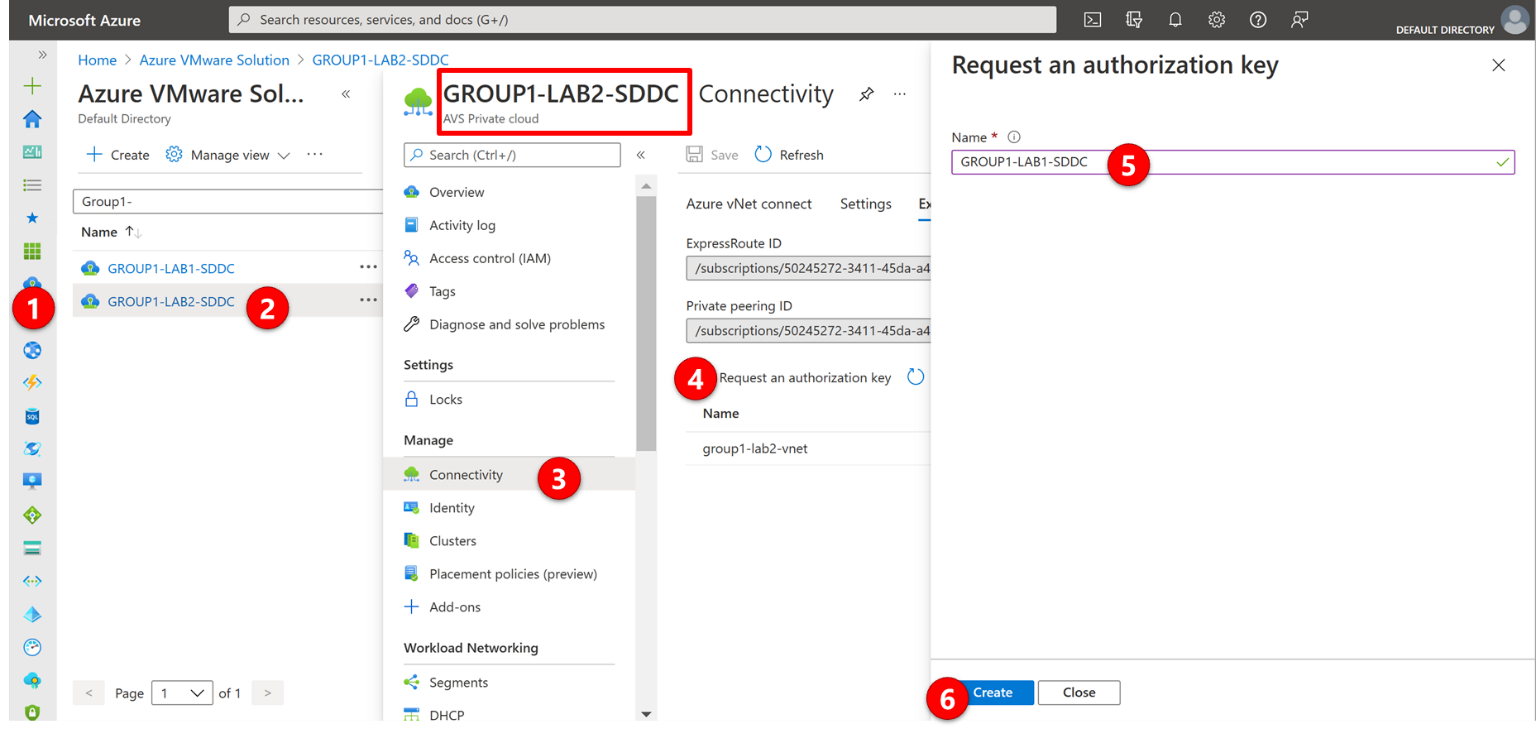 Microsoft Azure
Search resources, services, and docs (G+/)
DEFAULT DIRECTORY
Home > Azure VMware Solution > GROUP1-LAB2-SDDC
Azure VMware Sol...
Default Directory
Create
Manage view
Group1-
Name
GROUP1-LAB1-SDDC
GROUP1-LAB2-SDDC
1
2
Page 1 of 1
GROUP1-LAB2-SDDC Connectivity
AVS Private cloud
Search (Ctrl+/)
Overview
Activity log
Access control (IAM)
Tags
Diagnose and solve problems
Settings
Locks
Manage
Connectivity
3
Identity
Clusters
Placement policies (preview)
Add-ons
Workload Networking
Segments
DHCP
Save
Refresh
Azure vNet connect Settings Ex
ExpressRoute ID
/subscriptions/50245272-3411-45da-a4
Private peering ID
/subscriptions/50245272-3411-45da-a4
4
Request an authorization key
Name
group1-lab2-vnet
Request an authorization key
Name *
GROUP1-LAB1-SDDC
5
6
Create
Close